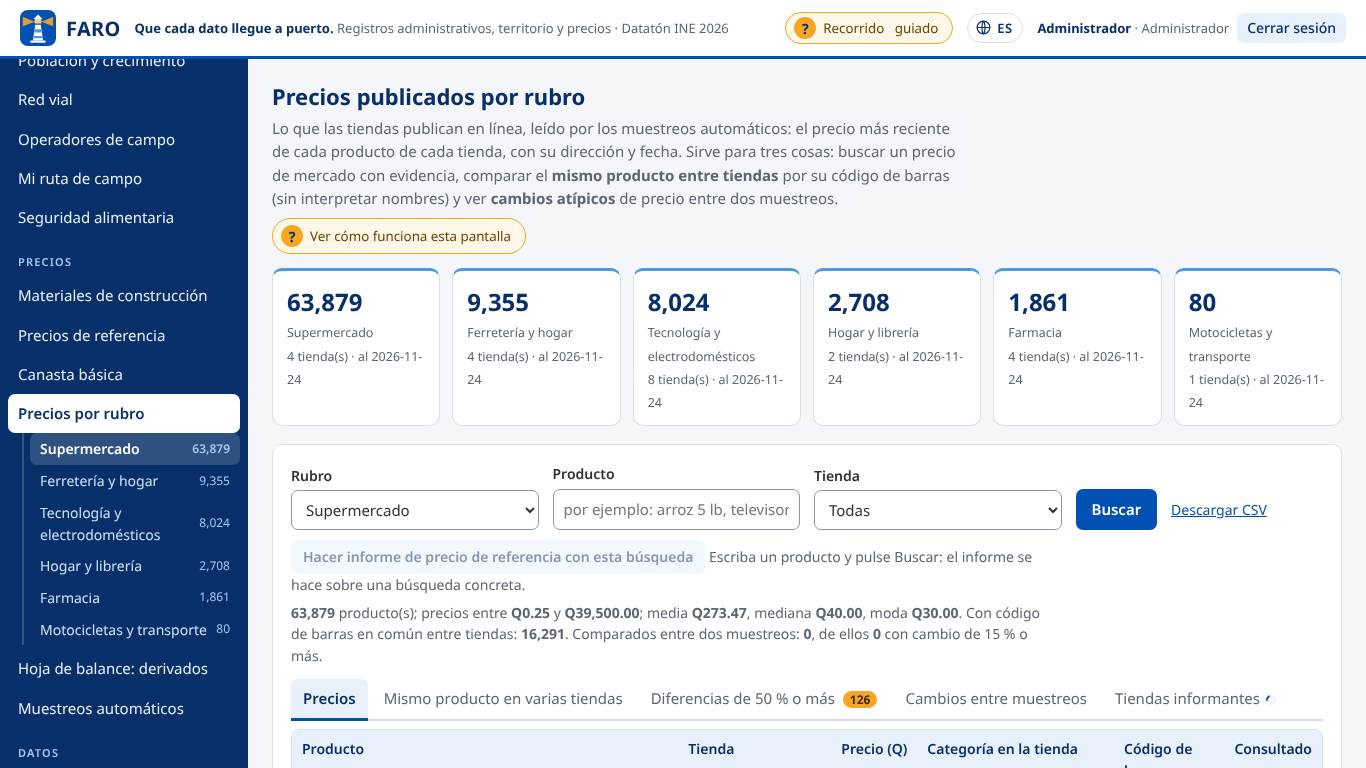 FARO
Que cada dato llegue a puerto. Registros administrativos, territorio y precios · Datatón INE 2026
? Recorrido guiado
ES
Administrador · Administrador
Cerrar sesión
Población y crecimiento
Red vial
Operadores de campo
Mi ruta de campo
Seguridad alimentaria
PRECIOS
Materiales de construcción
Precios de referencia
Canasta básica
Precios por rubro
Supermercado 63,879
Ferretería y hogar 9,355
Tecnología y
electrodomésticos 8,024
Hogar y librería 2,708
Farmacia 1,861
Motocicletas y transporte 80
Hoja de balance: derivados
Muestreos automáticos
DATOS
Precios publicados por rubro
Lo que las tiendas publican en línea, leído por los muestreos automáticos: el precio más reciente
de cada producto de cada tienda, con su dirección y fecha. Sirve para tres cosas: buscar un precio
de mercado con evidencia, comparar el mismo producto entre tiendas por su código de barras
(sin interpretar nombres) y ver cambios atípicos de precio entre dos muestreos.
? Ver cómo funciona esta pantalla
63,879
Supermercado
4 tienda(s) · al 2026-11-
24
9,355
Ferretería y hogar
4 tienda(s) · al 2026-11-
24
8,024
Tecnología y
electrodomésticos
8 tienda(s) · al 2026-11-
24
2,708
Hogar y librería
2 tienda(s) · al 2026-11-
24
1,861
Farmacia
4 tienda(s) · al 2026-11-
24
80
Motocicletas y
transporte
1 tienda(s) · al 2026-11-
24
Rubro
Supermercado
Producto
por ejemplo: arroz 5 lb, televisor
Tienda
Todas
Buscar
Descargar CSV
Hacer informe de precio de referencia con esta búsqueda Escriba un producto y pulse Buscar: el informe se
hace sobre una búsqueda concreta.
63,879 producto(s); precios entre Q0.25 y Q39,500.00; media Q273.47, mediana Q40.00, moda Q30.00. Con código
de barras en común entre tiendas: 16,291. Comparados entre dos muestreos: 0, de ellos 0 con cambio de 15 % o
más.
Precios
Mismo producto en varias tiendas
Diferencias de 50 % o más 126
Cambios entre muestreos
Tiendas informantes
Producto
Tienda
Precio (Q)
Categoría en la tienda
Código de
Consultado